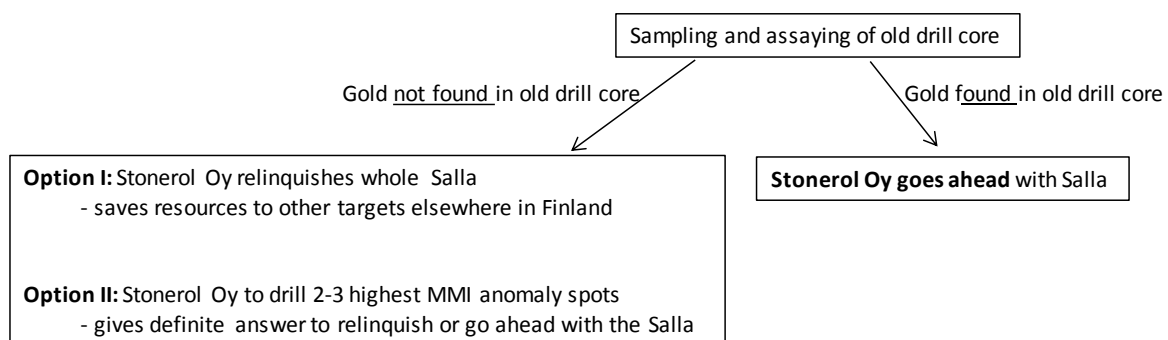 Sampling and assaying of old drill core
Gold not found in old drill core
Gold found in old drill core
Option I: Stonerol Oy relinquishes whole Salla
- saves resources to other targets elsewhere in Finland
Option II: Stonerol Oy to drill 2-3 highest MMI anomaly spots
- gives definite answer to relinquish or go ahead with the Salla
Stonerol Oy goes ahead with Salla